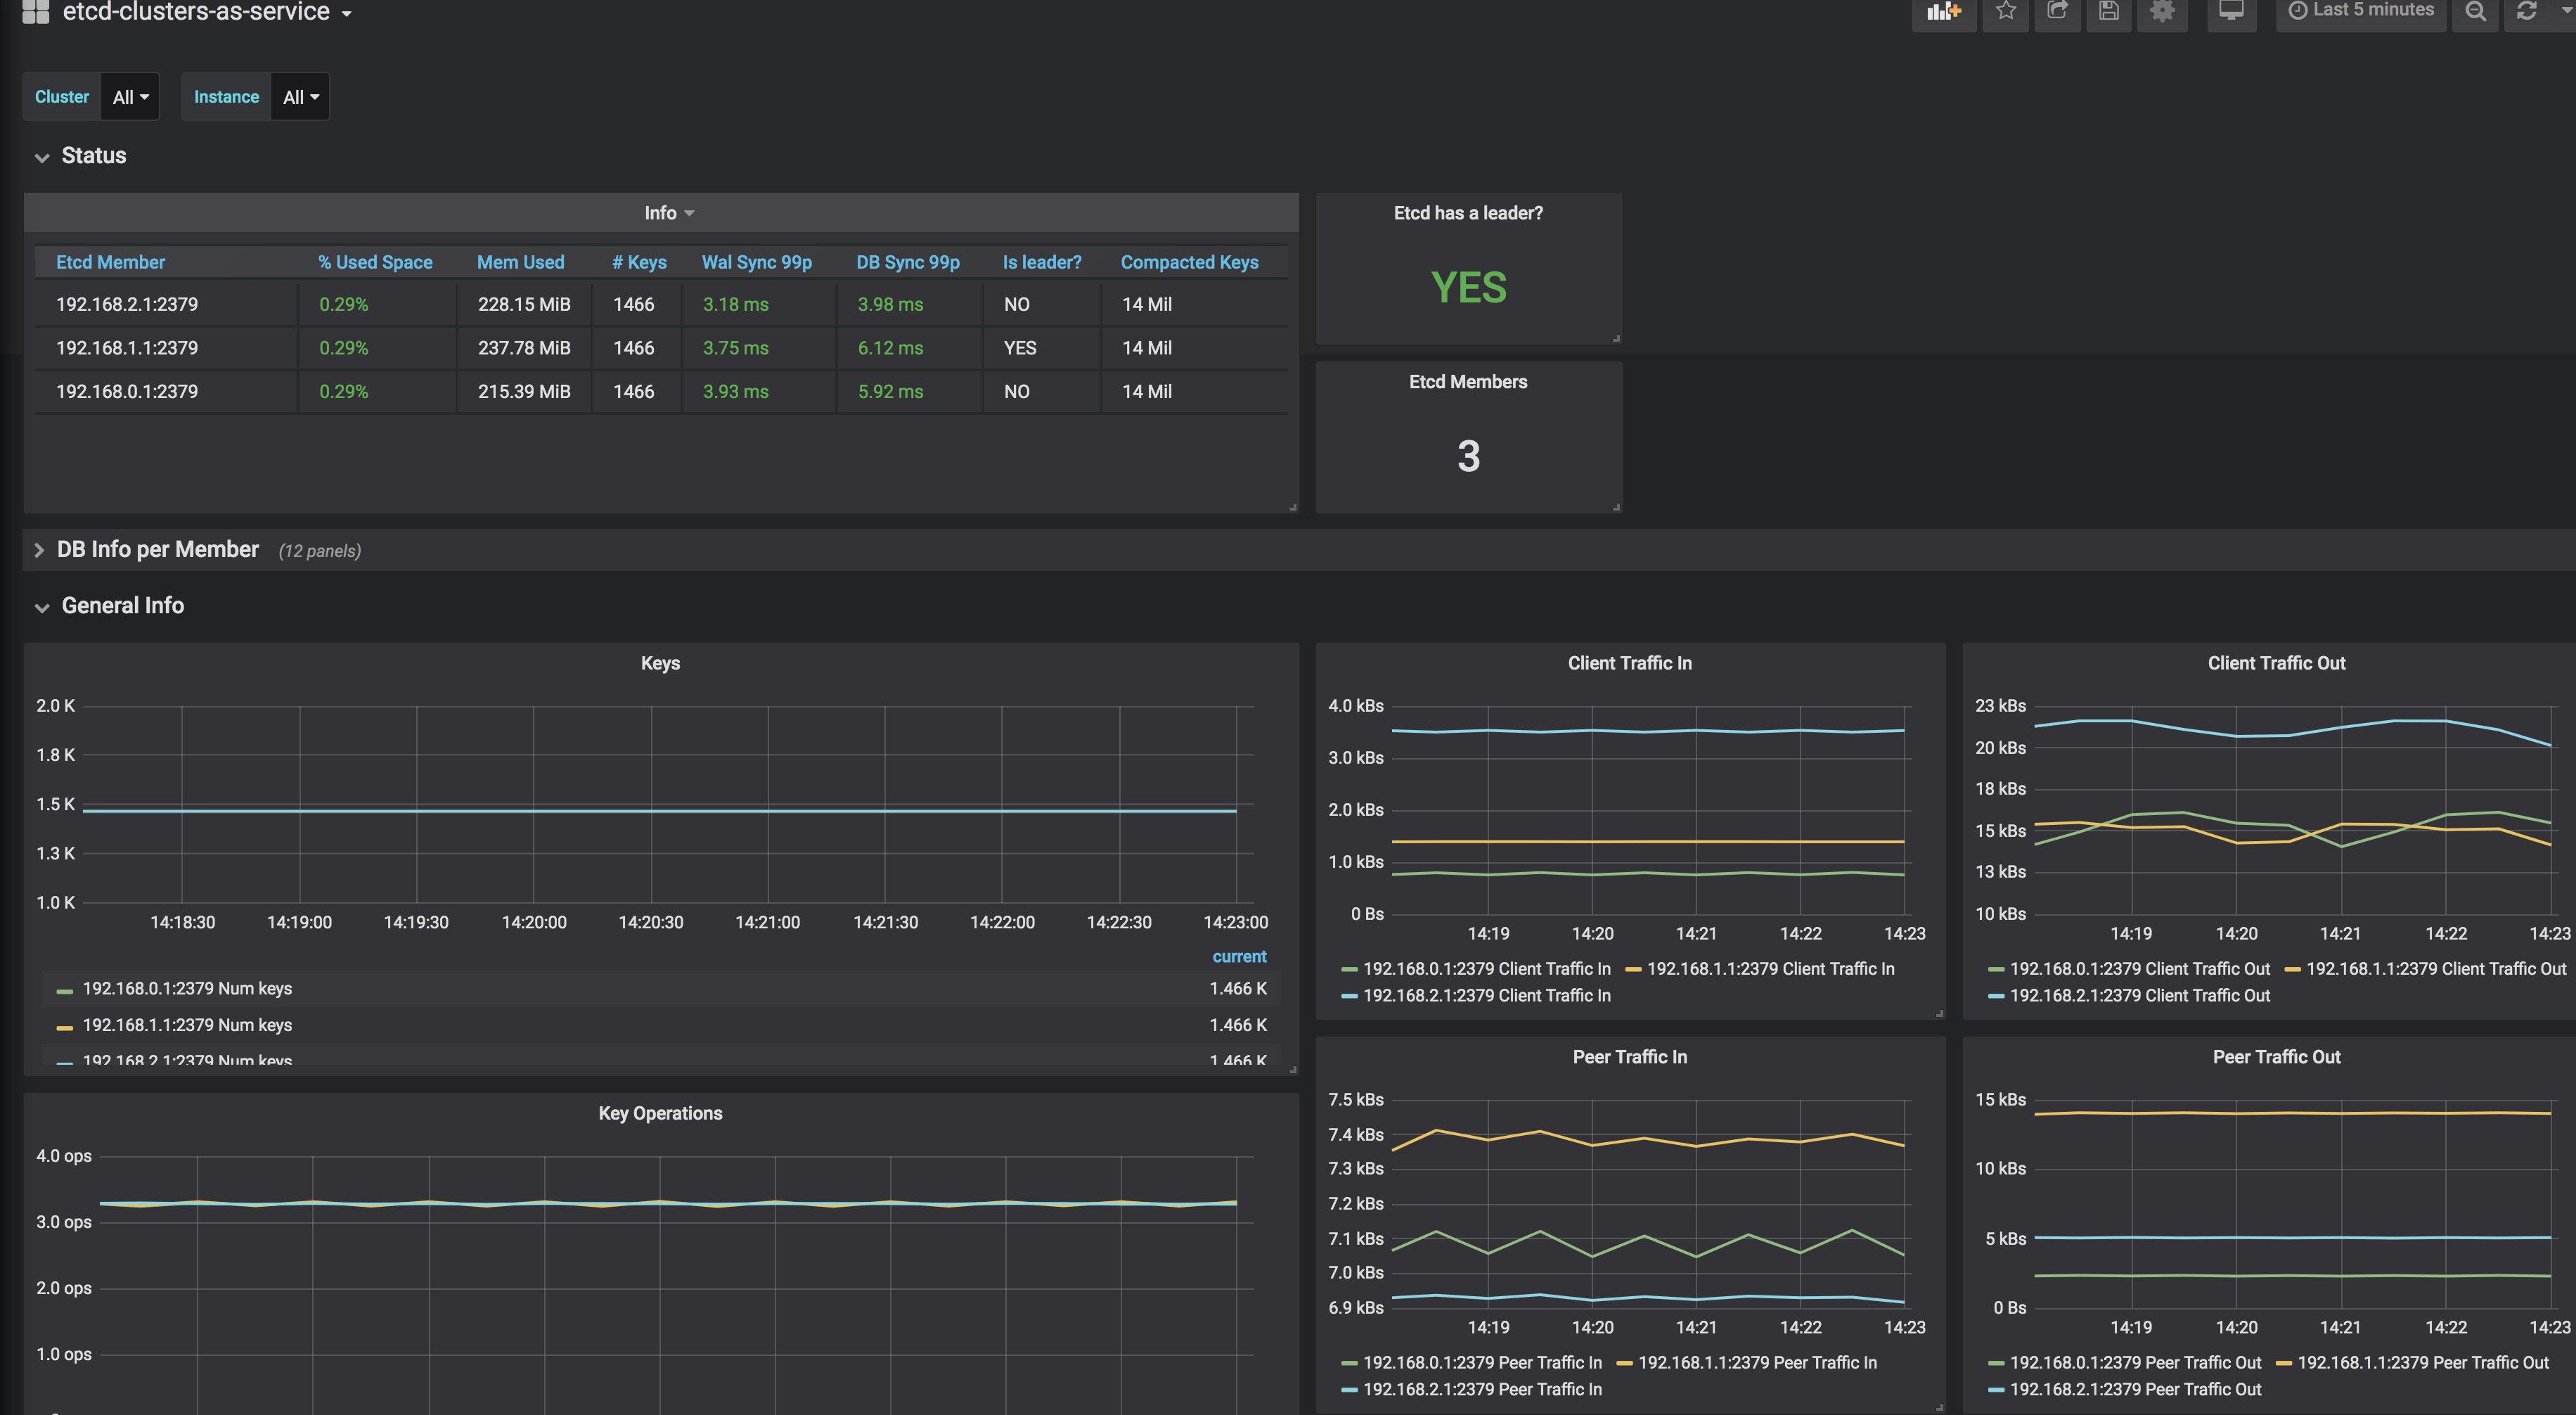 etcd-clusters-as-service
Last 5 minutes
Cluster All Instance All
Status
Info
Etcd Member % Used Space Mem Used # Keys Wal Sync 99p DB Sync 99p Is leader? Compacted Keys
192.168.2.1:2379 0.29% 228.15 MiB 1466 3.18 ms 3.98 ms NO 14 Mil
192.168.1.1:2379 0.29% 237.78 MiB 1466 3.75 ms 6.12 ms YES 14 Mil
192.168.0.1:2379 0.29% 215.39 MiB 1466 3.93 ms 5.92 ms NO 14 Mil
Etcd has a leader?
YES
Etcd Members
3
DB Info per Member (12 panels)
General Info
Keys
2.0 K
1.8 K
1.5 K
1.3 K
1.0 K
14:18:30 14:19:00 14:19:30 14:20:00 14:20:30 14:21:00 14:21:30 14:22:00 14:22:30 14:23:00
current
192.168.0.1:2379 Num keys 1.466 K
192.168.1.1:2379 Num keys 1.466 K
192.168.2.1:2379 Num keys 1.466 K
Client Traffic In
4.0 kBs
3.0 kBs
2.0 kBs
1.0 kBs
0 Bs
14:19 14:20 14:21 14:22 14:23
192.168.0.1:2379 Client Traffic In 192.168.1.1:2379 Client Traffic In
192.168.2.1:2379 Client Traffic In
Client Traffic Out
23 kBs
20 kBs
18 kBs
15 kBs
13 kBs
10 kBs
14:19 14:20 14:21 14:22 14:23
192.168.0.1:2379 Client Traffic Out 192.168.1.1:2379 Client Traffic Out
192.168.2.1:2379 Client Traffic Out
Key Operations
4.0 ops
3.0 ops
2.0 ops
1.0 ops
Peer Traffic In
7.5 kBs
7.4 kBs
7.3 kBs
7.2 kBs
7.1 kBs
7.0 kBs
6.9 kBs
14:19 14:20 14:21 14:22 14:23
192.168.0.1:2379 Peer Traffic In 192.168.1.1:2379 Peer Traffic In
192.168.2.1:2379 Peer Traffic In
Peer Traffic Out
15 kBs
10 kBs
5 kBs
0 Bs
14:19 14:20 14:21 14:22 14:23
192.168.0.1:2379 Peer Traffic Out 192.168.1.1:2379 Peer Traffic Out
192.168.2.1:2379 Peer Traffic Out